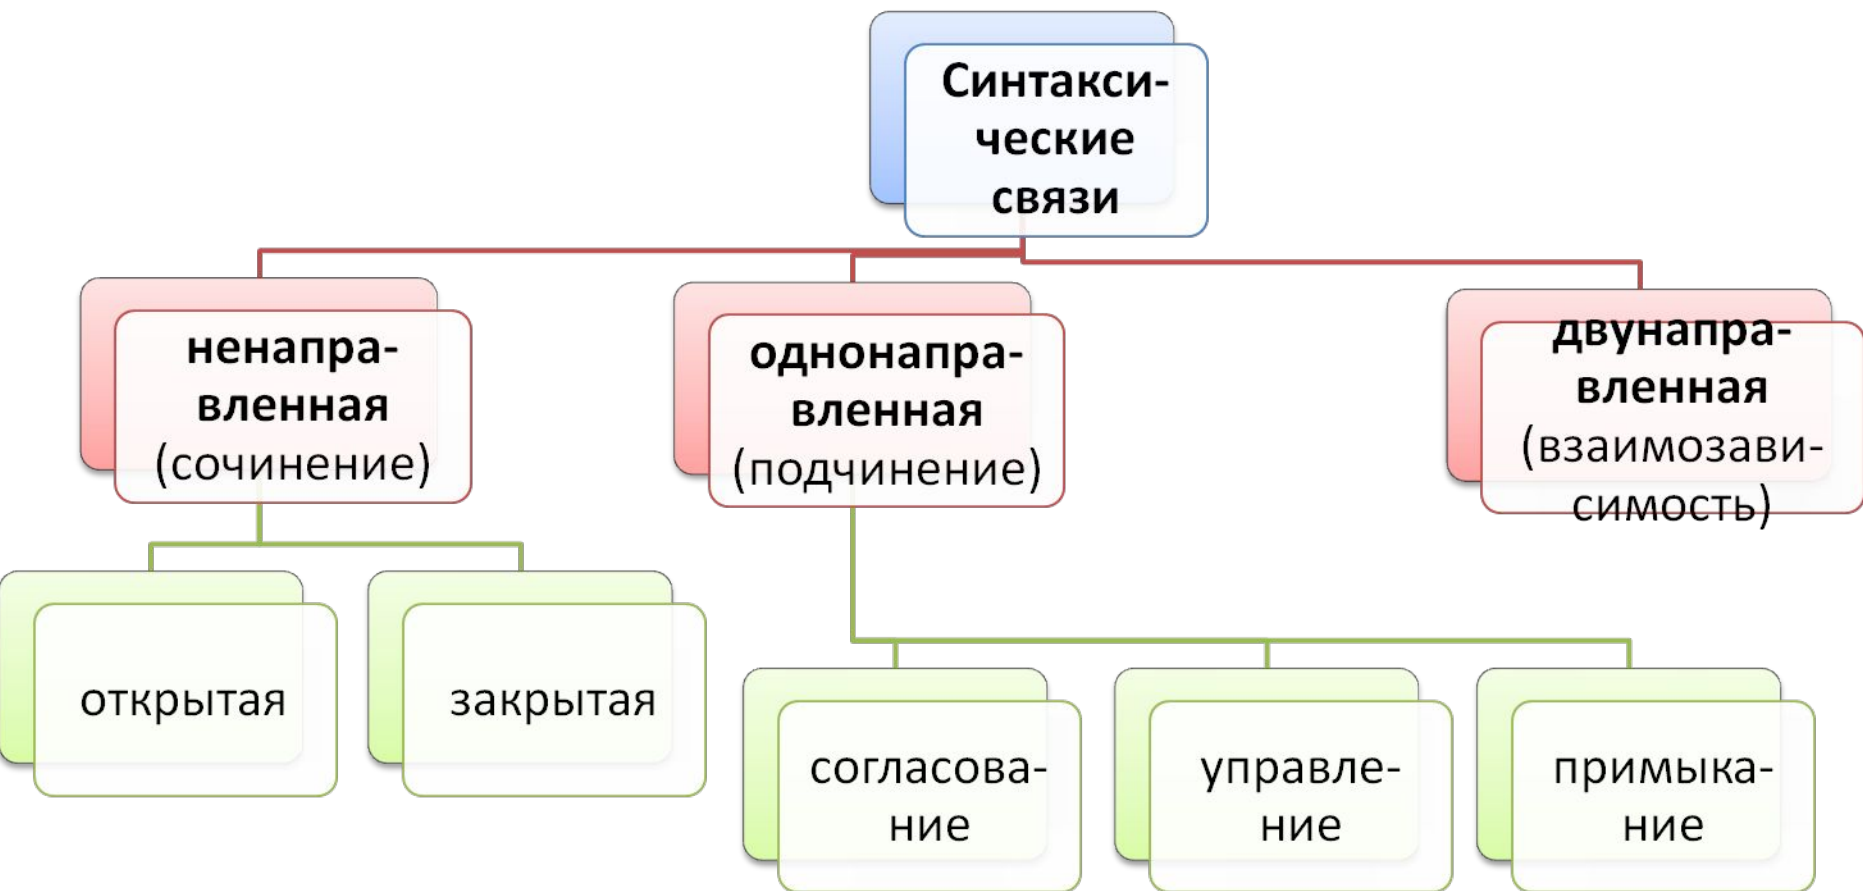 Синтакси-
ческие
связи
ненапра-
вленная
(сочинение)
однонапра-
вленная
(подчинение)
двунапра-
вленная
(взаимозави-
симость)
открытая
закрытая
согласова-
ние
управле-
ние
примыка-
ние